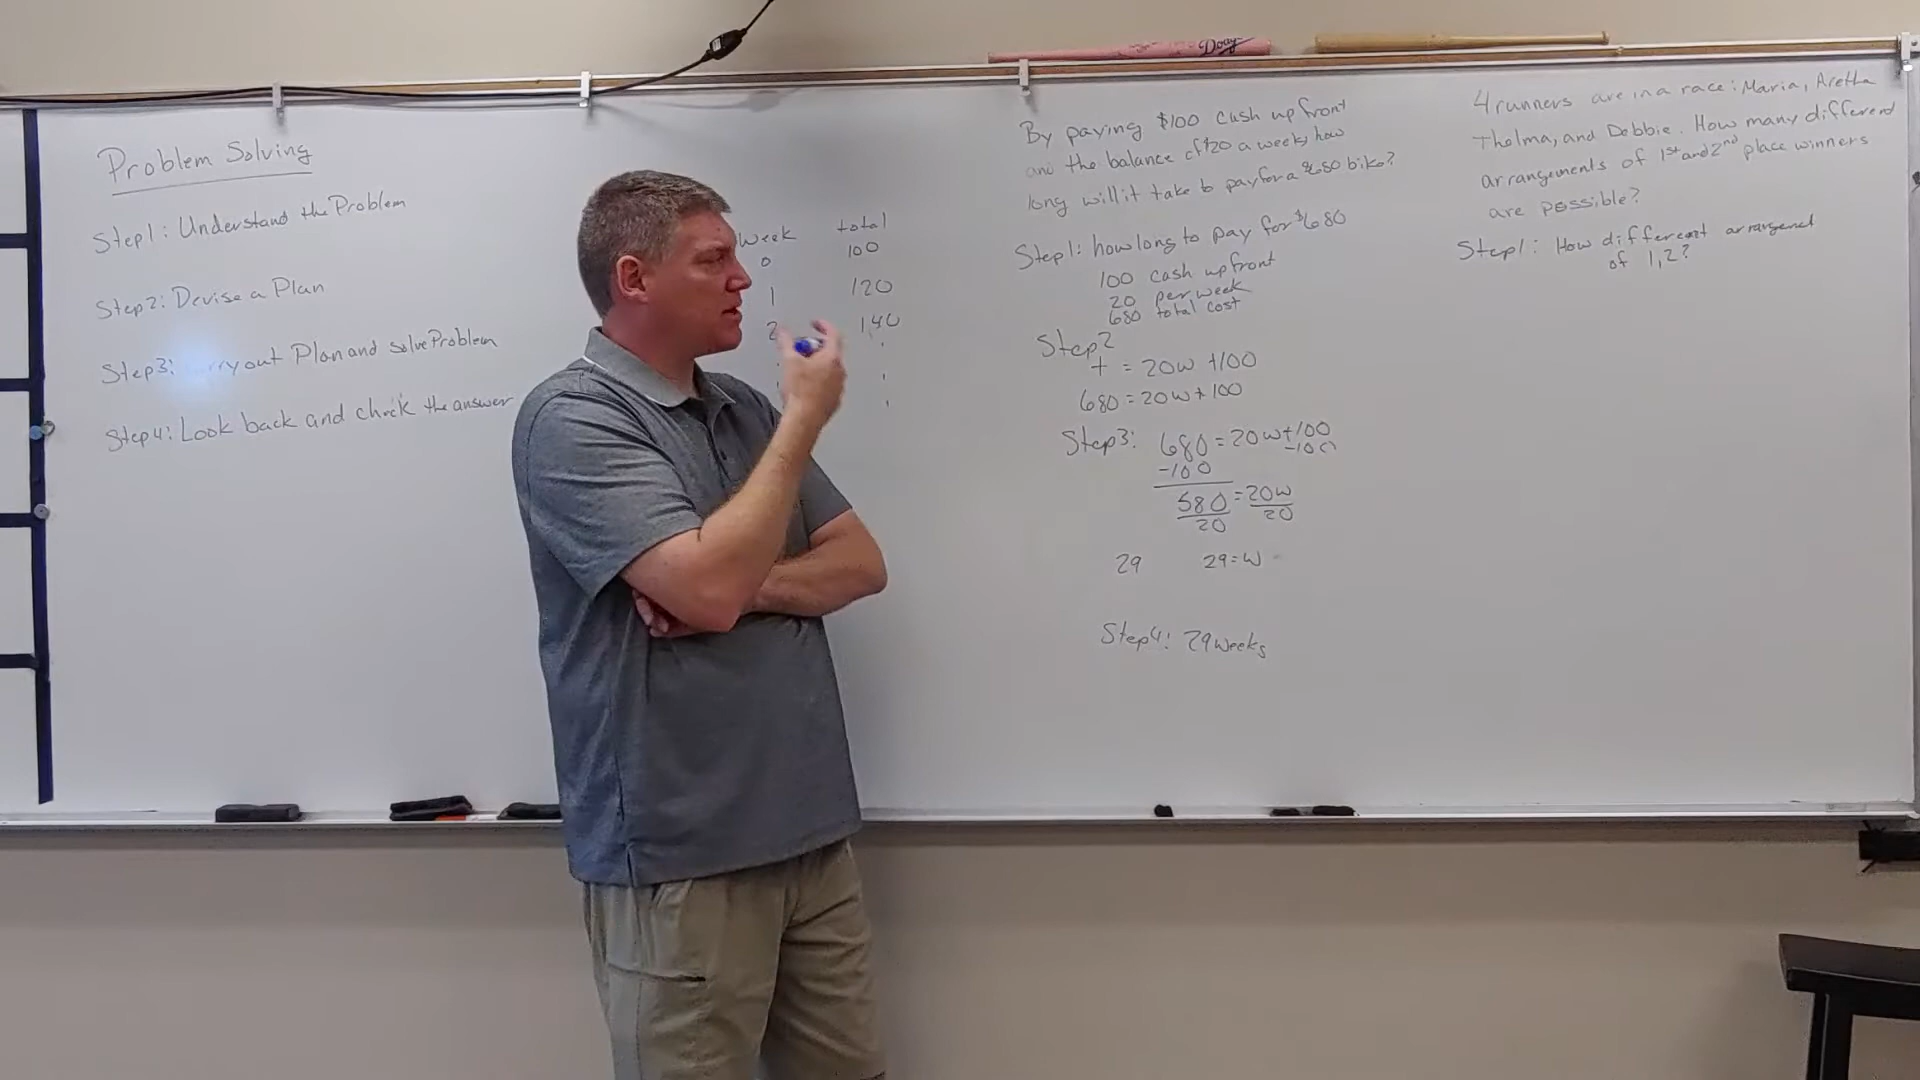 Problem Solving
Step1: Understand the Problem
Step2: Devise a Plan
Step3: out Plan and solve Problem
Step4: Look back and check the answer
week total
0 100
1 120
2 140
Doay
By paying $100 cash up front
and the balance of $20 a week, how
long will it take to pay for a $680 bike?
Step1: how long to pay for $680
100 cash up front
20 per week
680 total cost
Step2
t = 20w +100
680 = 20w + 100
Step3: 680 = 20w+100
-100 -100
580 = 20w
20 20
29 29=w
Step4: 29 weeks
4 runners are in a race: Maria, Aretha
Thelma, and Debbie. How many different
arrangements of 1st and 2nd place winners
are possible?
Step1: How different arrangement
of 1,2?